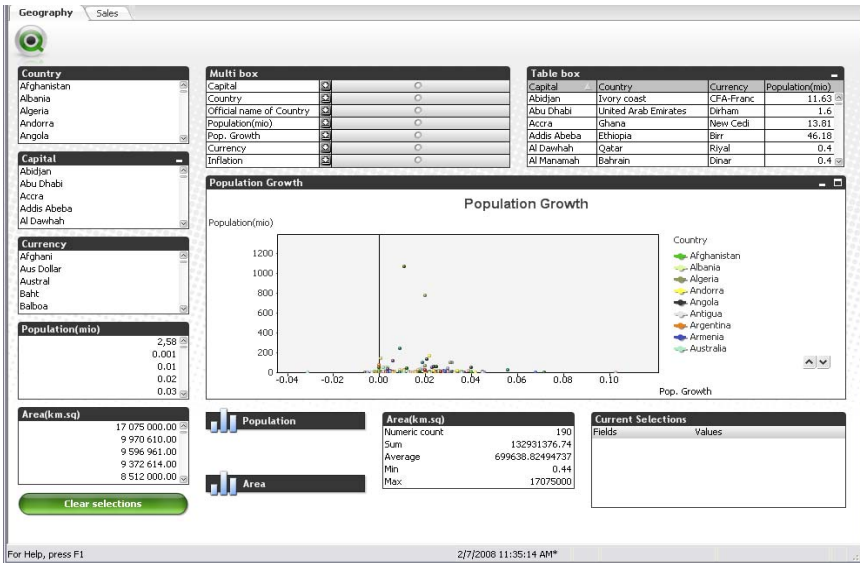 Geography Sales
Country
Afghanistan
Albania
Algeria
Andorra
Angola
Capital
Abidjan
Abu Dhabi
Accra
Addis Abeba
Al Dawhah
Currency
Afghani
Aus Dollar
Austral
Baht
Balboa
Population(mio)
2,58
0.001
0.01
0.02
0.03
Area(km.sq)
17 075 000.00
9 970 610.00
9 596 961.00
9 372 614.00
8 512 000.00
Clear selections
Multi box
Capital
Country
Official name of Country
Population(mio)
Pop. Growth
Currency
Inflation
Table box
Capital Country Currency Population(mio)
Abidjan Ivory coast CFA-Franc 11.63
Abu Dhabi United Arab Emirates Dirham 1.6
Accra Ghana New Cedi 13.81
Addis Abeba Ethiopia Birr 46.18
Al Dawhah Qatar Riyal 0.4
Al Manamah Bahrain Dinar 0.4
Population Growth
Population Growth
Population(mio)
1200
1000
800
600
400
200
0
-0.04 -0.02 0.00 0.02 0.04 0.06 0.08 0.10
Pop. Growth
Country
Afghanistan
Albania
Algeria
Andorra
Angola
Antigua
Argentina
Armenia
Australia
Population
Area
Area(km.sq)
Numeric count 190
Sum 132931376.74
Average 699638.82494737
Min 0.44
Max 17075000
Current Selections
Fields Values
For Help, press F1 2/7/2008 11:35:14 AM*